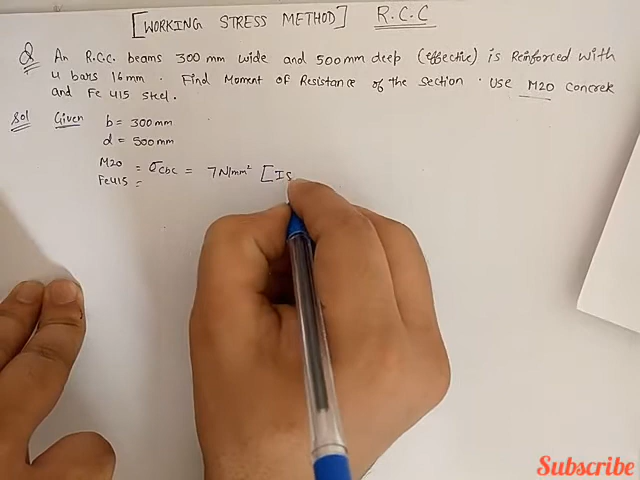 [WORKING STRESS METHOD] R.C.C
Q An R.C.C. beams 300 mm wide and 500 mm deep (effective) is Reinforced with
4 bars 16 mm . Find Moment of Resistance of the section . Use M20 Concrete
and Fe 415 Steel.
Sol Given b = 300 mm
d = 500 mm
M20 = σcbc = 7 N/mm² [IS
Fe415 =
Subscribe